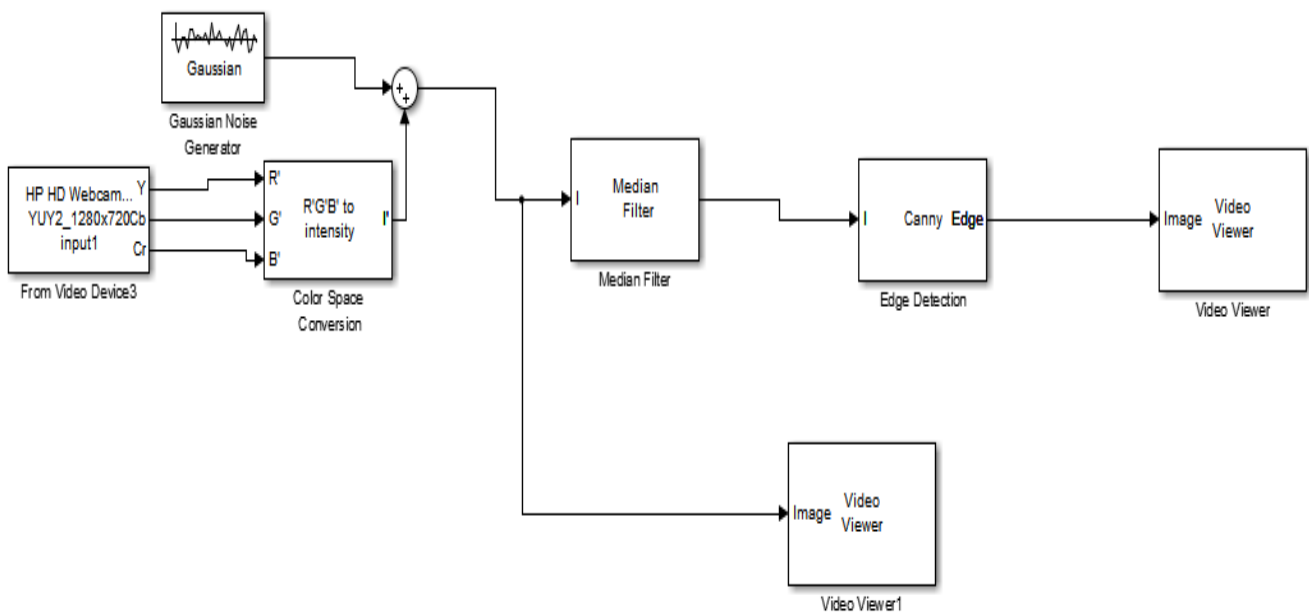 Gaussian
Gaussian Noise
Generator
+
+
HP HD Webcam...
YUY2_1280x720
input1
Y
Cb
Cr
From Video Device3
R'
G'
B'
R'G'B' to
intensity
I'
Color Space
Conversion
I
Median
Filter
Median Filter
I
Canny
Edge
Edge Detection
Image
Video
Viewer
Video Viewer
Image
Video
Viewer
Video Viewer1